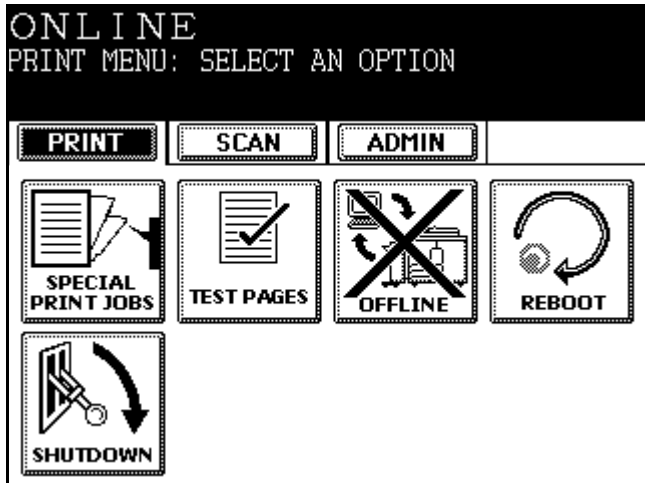 ONLINE
PRINT MENU: SELECT AN OPTION
PRINT
SCAN
ADMIN
SPECIAL
PRINT JOBS
TEST PAGES
OFFLINE
REBOOT
SHUTDOWN